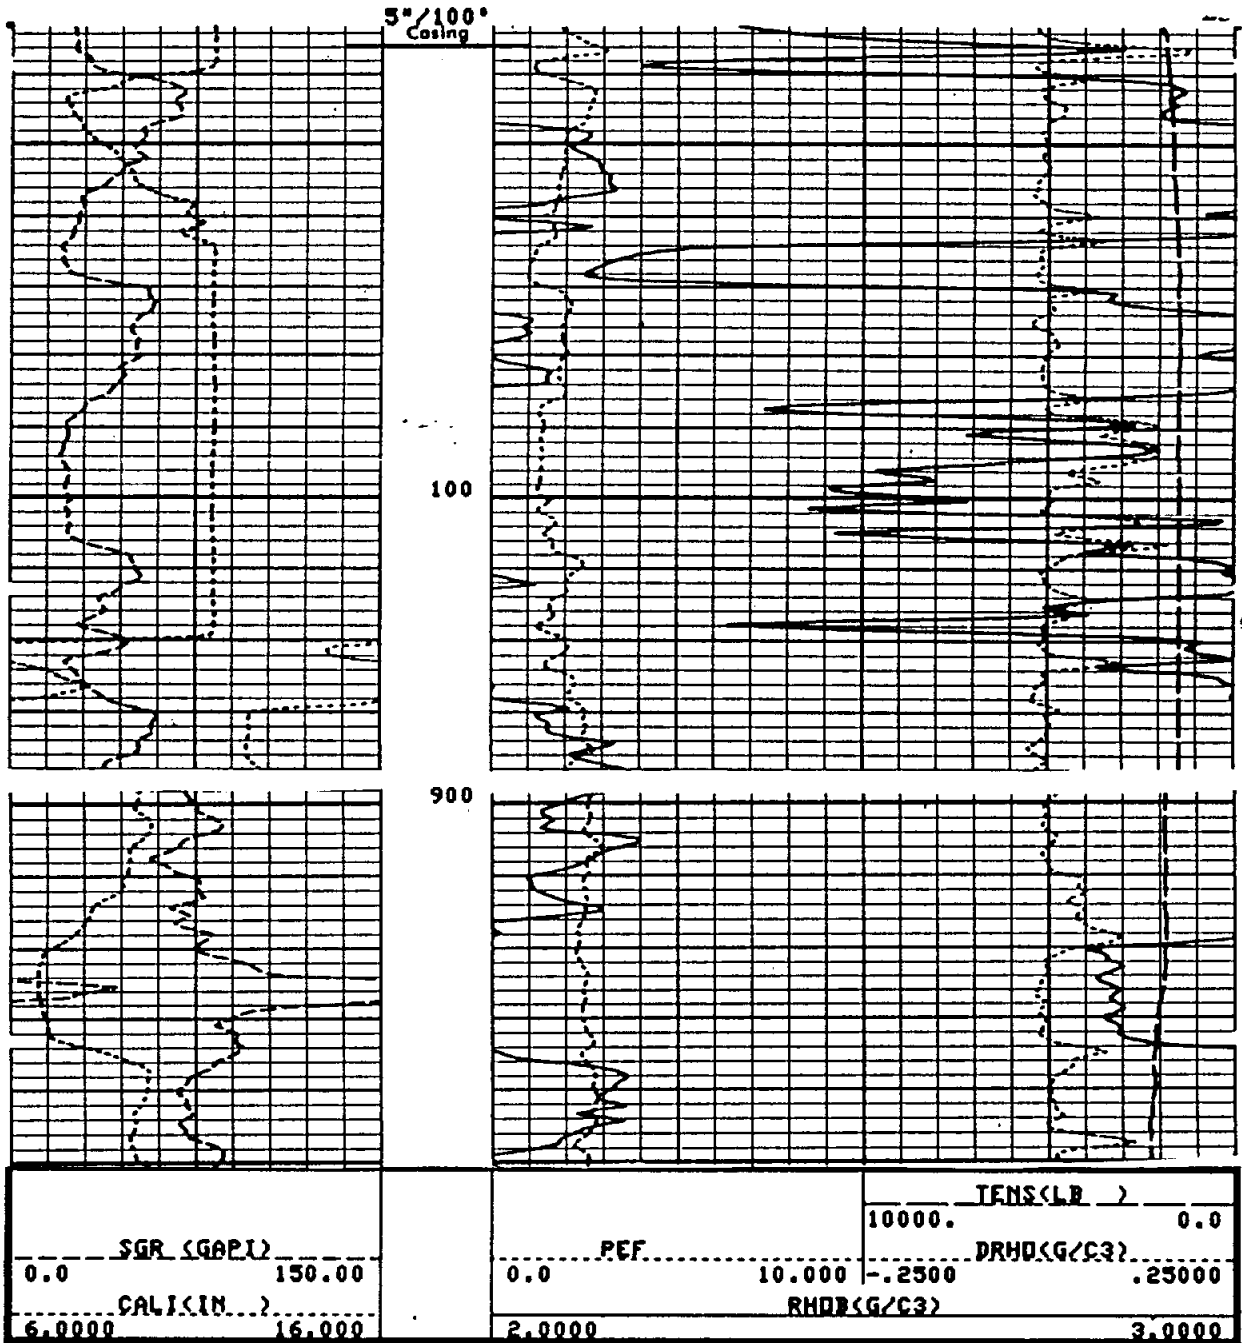 5"/100'
Casing
100
900
TENS(LB )
10000. 0.0
SGR (GAPI) PEF DRHO(G/C3)
0.0 150.00 0.0 10.000 -.2500 .25000
CALI(IN ) RHOB(G/C3)
6.0000 16.000 2.0000 3.0000